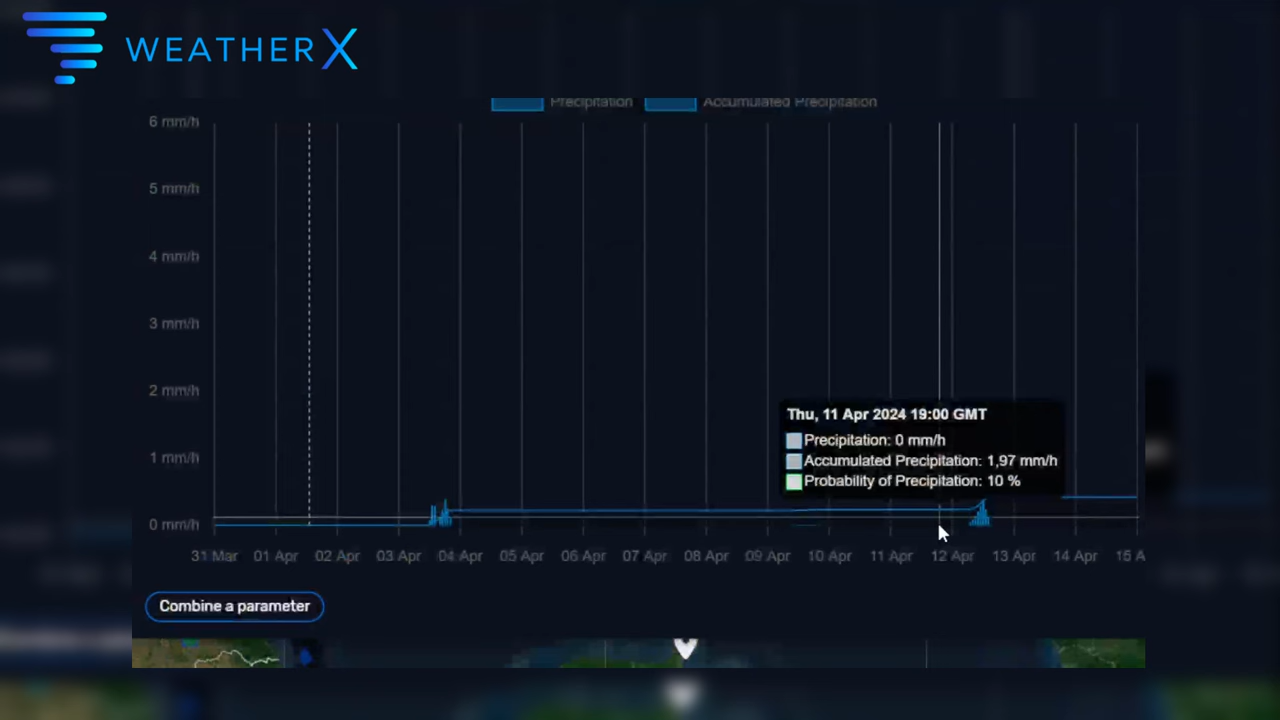 WEATHER X
Precipitation Accumulated Precipitation
6 mm/h
5 mm/h
4 mm/h
3 mm/h
2 mm/h
1 mm/h
0 mm/h
Thu, 11 Apr 2024 19:00 GMT
Precipitation: 0 mm/h
Accumulated Precipitation: 1,97 mm/h
Probability of Precipitation: 10 %
31 Mar 01 Apr 02 Apr 03 Apr 04 Apr 05 Apr 06 Apr 07 Apr 08 Apr 09 Apr 10 Apr 11 Apr 12 Apr 13 Apr 14 Apr 15 A
Combine a parameter